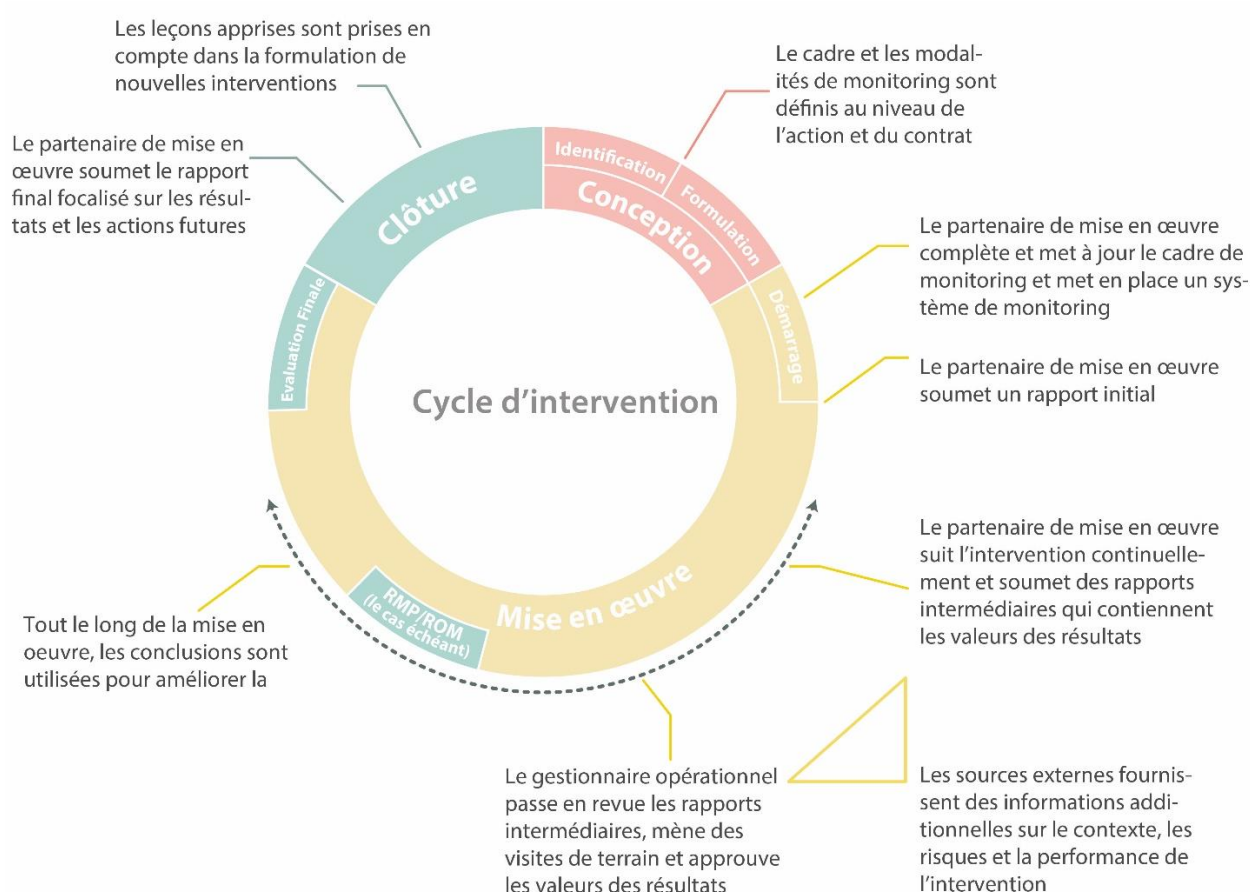 Les leçons apprises sont prises en
compte dans la formulation de
nouvelles interventions
Le cadre et les modal-
ités de monitoring sont
définis au niveau de
l'action et du contrat
Le partenaire de mise en
œuvre soumet le rapport
final focalisé sur les résul-
tats et les actions futures
Clôture
Identification
Formulation
Conception
Le partenaire de mise en œuvre
complète et met à jour le cadre de
monitoring et met en place un sys-
tème de monitoring
Démarrage
Evaluation Finale
Cycle d'intervention
Le partenaire de mise en œuvre
soumet un rapport initial
Le partenaire de mise en œuvre
suit l'intervention continuelle-
ment et soumet des rapports
intermédiaires qui contiennent
les valeurs des résultats
Mise en œuvre
RMP/ROM
(le cas échéant)
Tout le long de la mise en
oeuvre, les conclusions sont
utilisées pour améliorer la
Le gestionnaire opérationnel
passe en revue les rapports
intermédiaires, mène des
visites de terrain et approuve
les valeurs des résultats
Les sources externes fournis-
sent des informations addi-
tionnelles sur le contexte, les
risques et la performance de
l'intervention